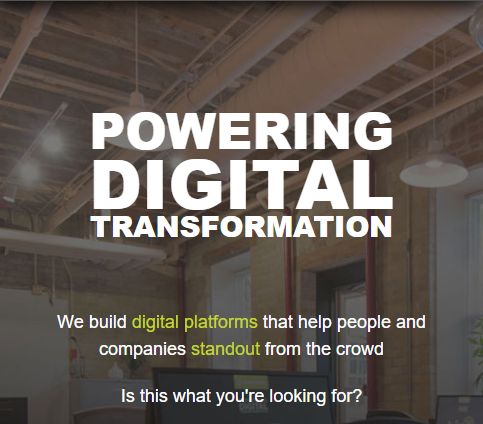 POWERING
DIGITAL
TRANSFORMATION
We build digital platforms that help people and
companies standout from the crowd
Is this what you're looking for?
DIGITAL